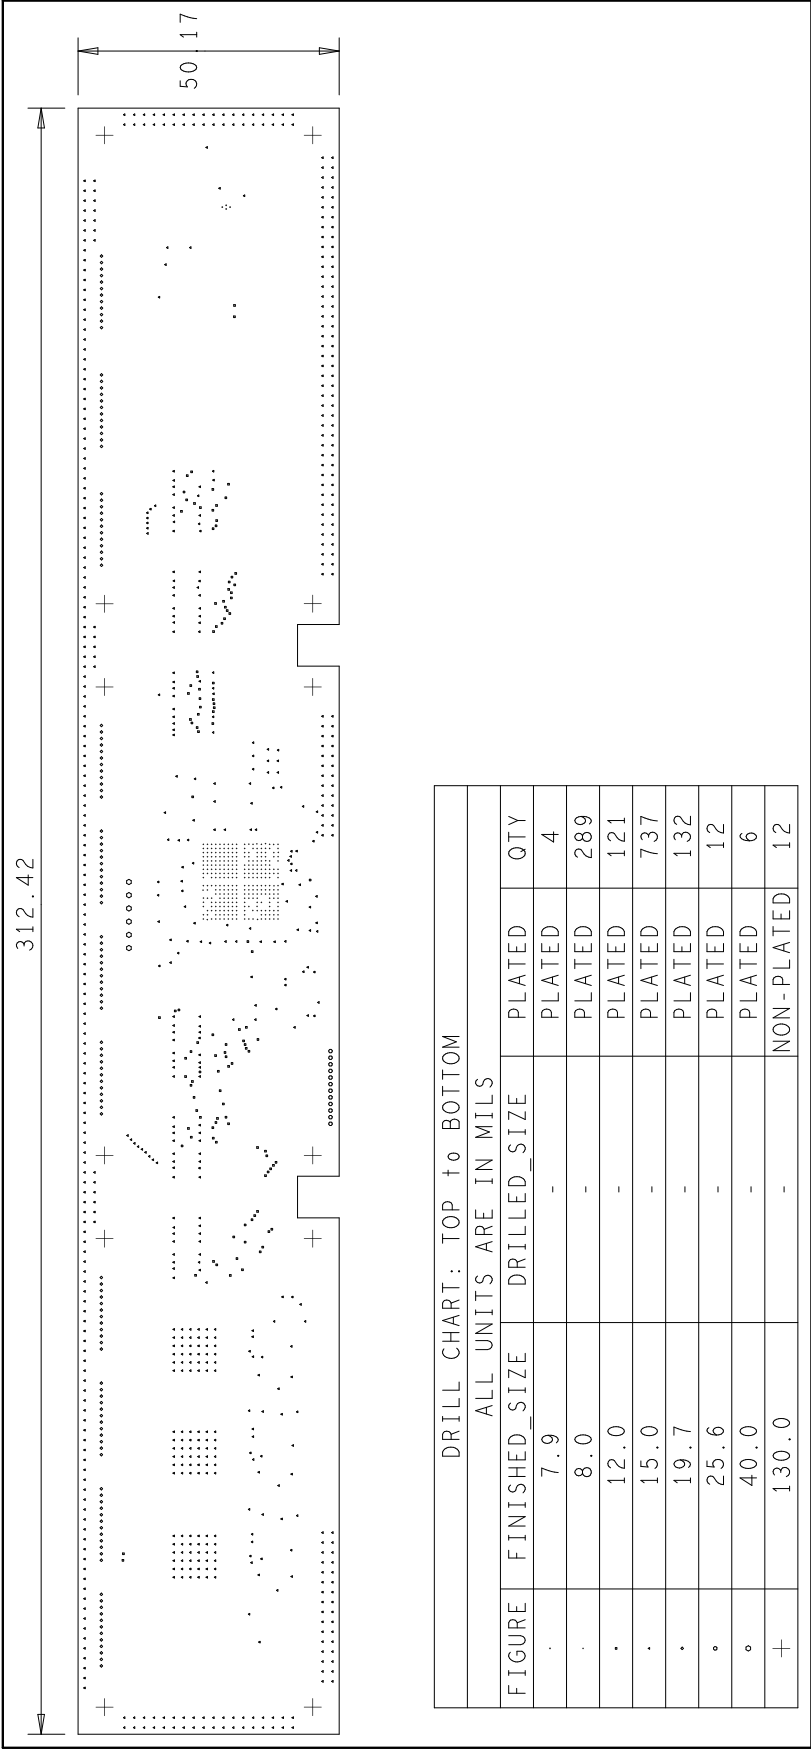 312.42
50.17
DRILL CHART: TOP to BOTTOM
ALL UNITS ARE IN MILS
FIGURE FINISHED_SIZE DRILLED_SIZE PLATED QTY
7.9 - PLATED 4
8.0 - PLATED 289
12.0 - PLATED 121
15.0 - PLATED 737
19.7 - PLATED 132
25.6 - PLATED 12
40.0 - PLATED 6
+ 130.0 - NON-PLATED 12